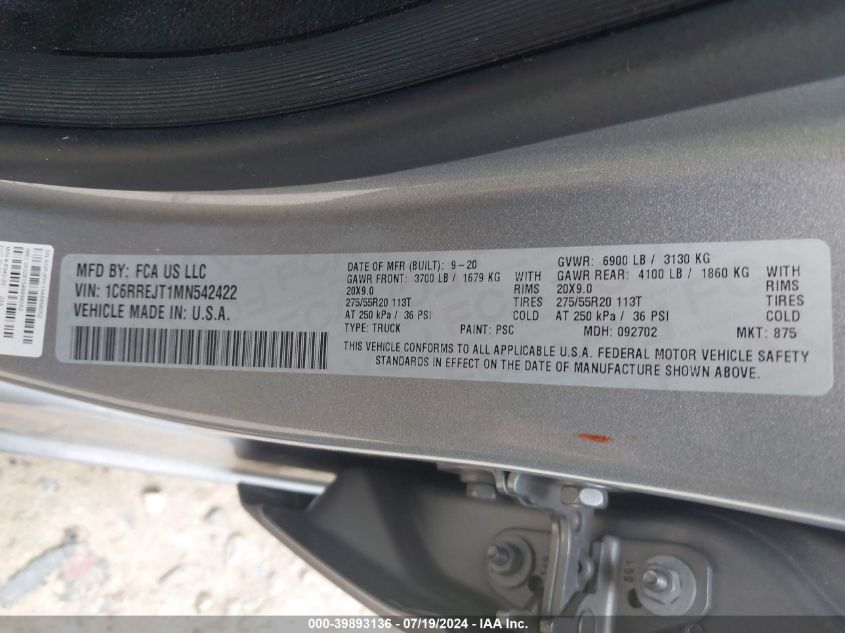 MFD BY: FCA US LLC
VIN: 1C6RREJT1MN542422
VEHICLE MADE IN: U.S.A.
DATE OF MFR (BUILT): 9-20
GAWR FRONT: 3700 LB / 1679 KG WITH
20X9.0 RIMS
275/55R20 113T TIRES
AT 250 kPa / 36 PSI COLD
TYPE: TRUCK PAINT: PSC
GVWR: 6900 LB / 3130 KG
GAWR REAR: 4100 LB / 1860 KG WITH
20X9.0 RIMS
275/55R20 113T TIRES
AT 250 kPa / 36 PSI COLD
MDH: 092702 MKT: 875
THIS VEHICLE CONFORMS TO ALL APPLICABLE U.S.A. FEDERAL MOTOR VEHICLE SAFETY
STANDARDS IN EFFECT ON THE DATE OF MANUFACTURE SHOWN ABOVE.
361
000-39893136 - 07/19/2024 - IAA Inc.